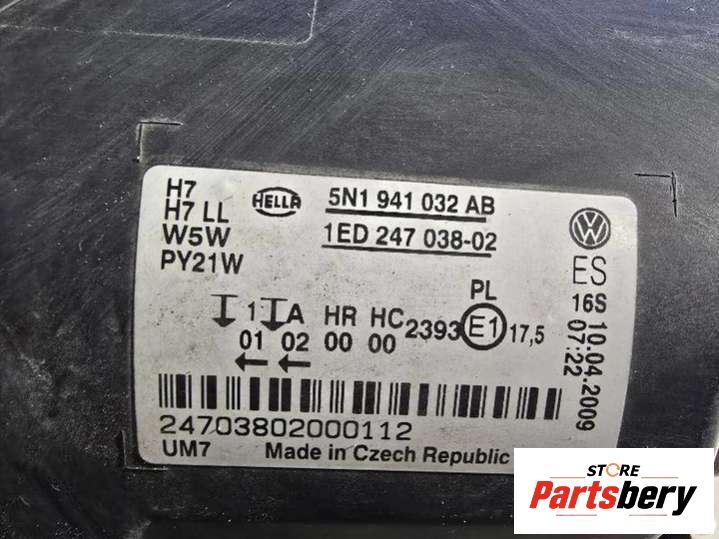 H7
H7 LL
W5W
PY21W
HELLA
5N1 941 032 AB
1ED 247 038-02
VW
ES
16S
10.04.2009
07:22
PL
1 A HR HC 2393 E1 17,5
01 02 00 00
24703802000112
UM7 Made in Czech Republic
STORE
Partsbery